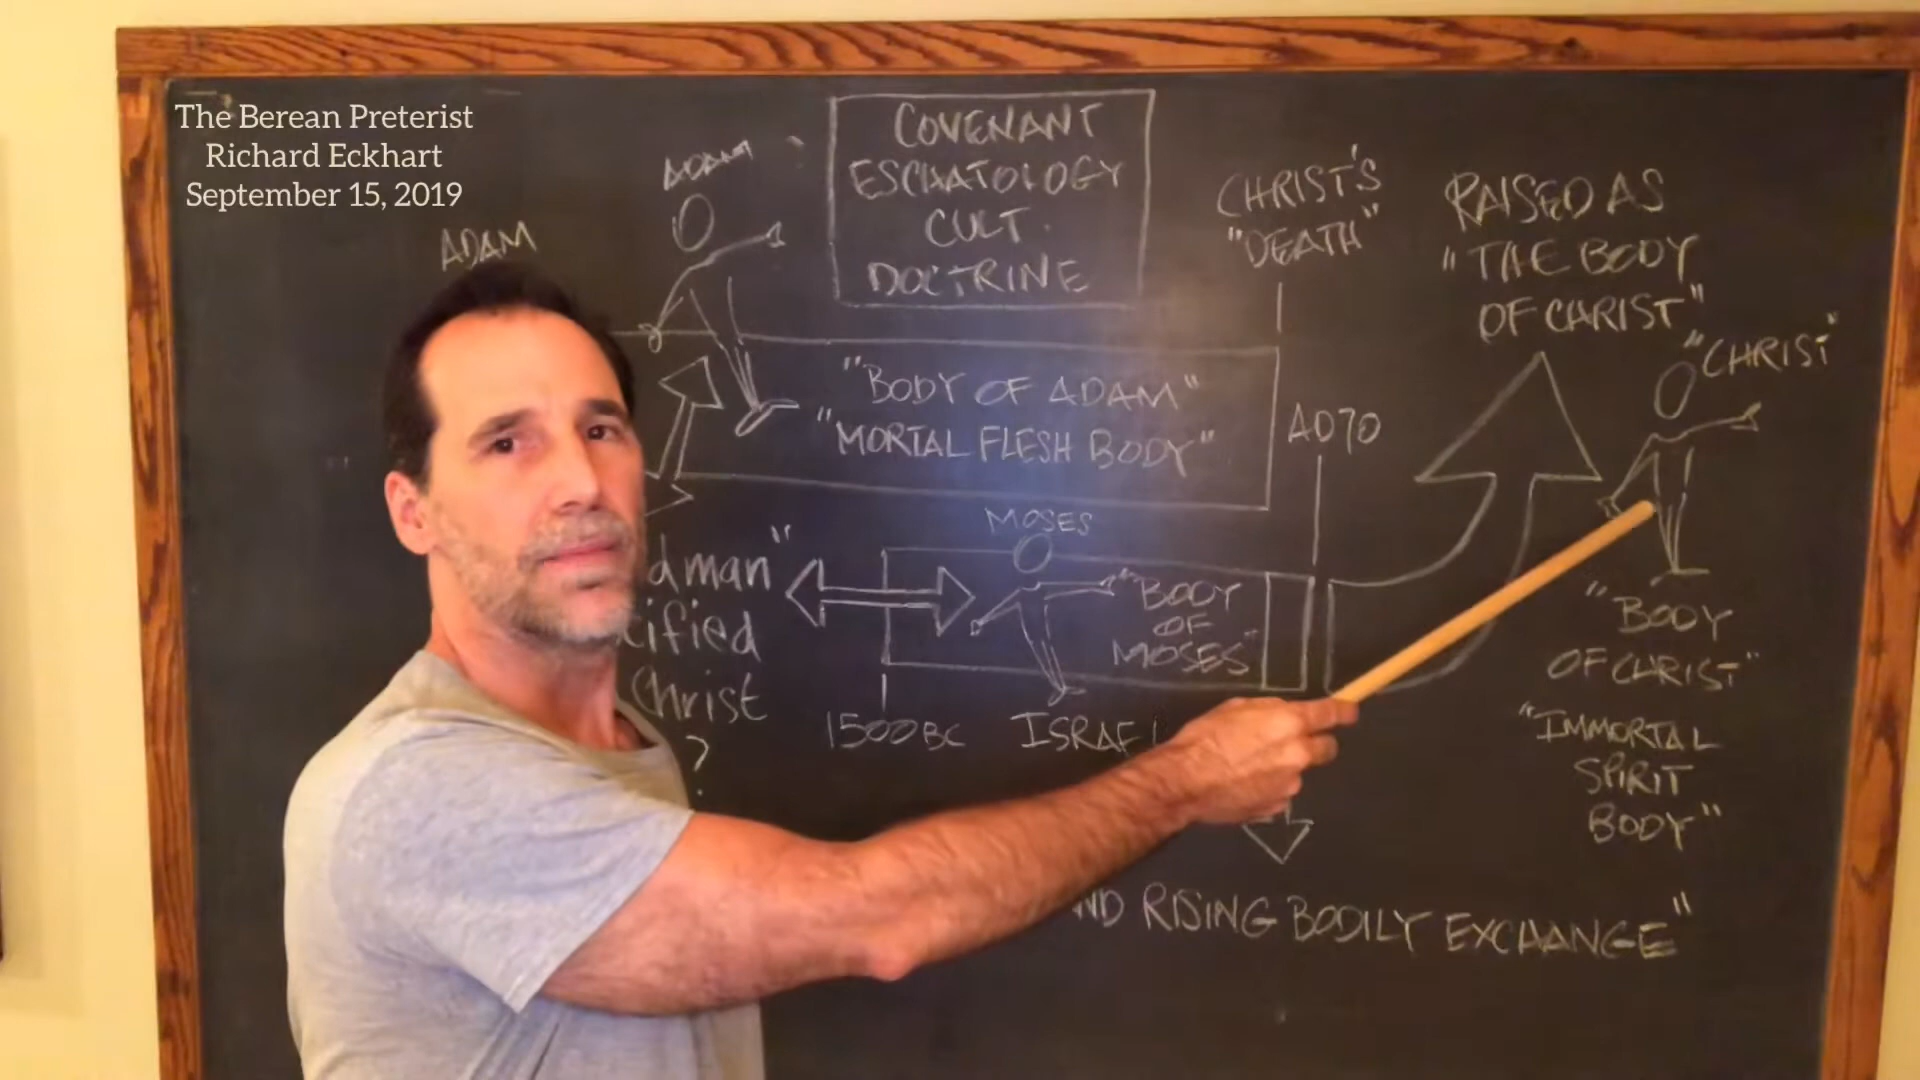 The Berean Preterist
Richard Eckhart
September 15, 2019
ADAM
ADAM
COVENANT
ESCHATOLOGY
CULT
DOCTRINE
CHRIST'S
"DEATH"
RAISED AS
"THE BODY
OF CHRIST"
"CHRIST"
"BODY OF ADAM"
"MORTAL FLESH BODY"
AD70
MOSES
"BODY
OF
MOSES"
dman"
cified
Christ
?
1500BC
ISRAEL
"BODY
OF CHRIST"
"IMMORTAL
SPIRIT
BODY"
ND RISING BODILY EXCHANGE"